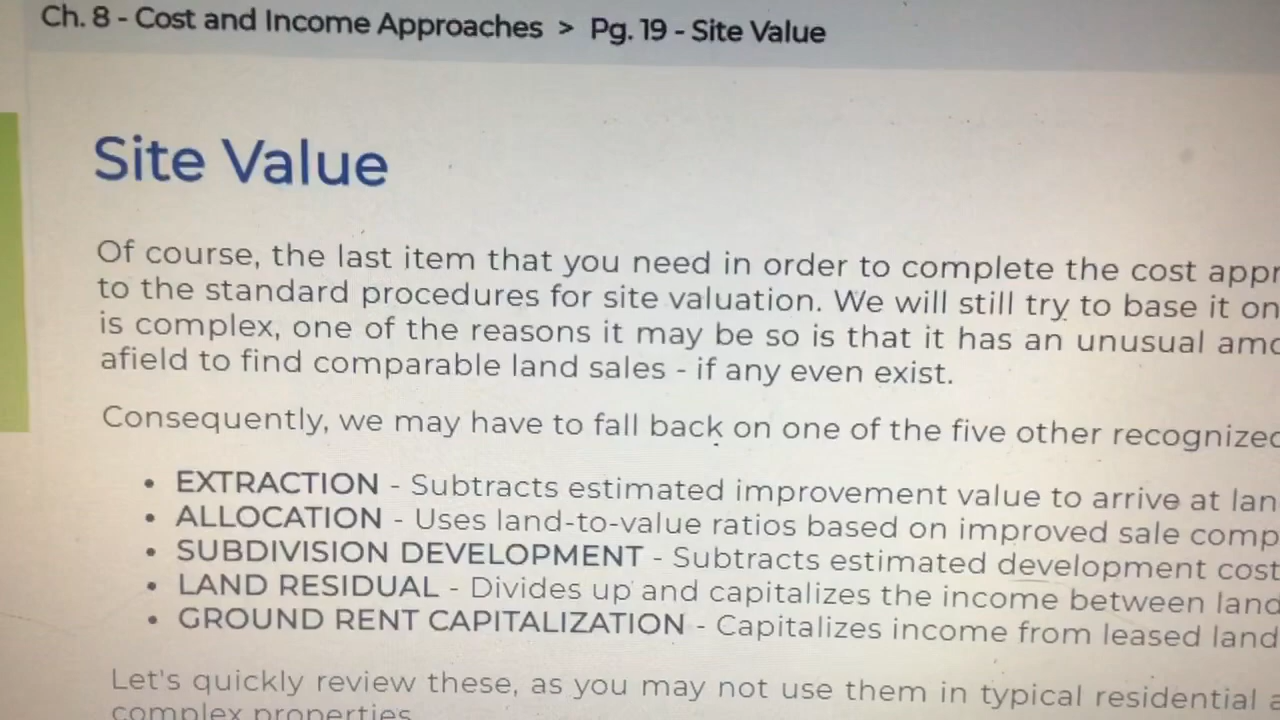 Ch. 8 - Cost and Income Approaches > Pg. 19 - Site Value
Site Value
Of course, the last item that you need in order to complete the cost appr
to the standard procedures for site valuation. We will still try to base it on
is complex, one of the reasons it may be so is that it has an unusual amo
afield to find comparable land sales - if any even exist.
Consequently, we may have to fall back on one of the five other recognized
• EXTRACTION - Subtracts estimated improvement value to arrive at lan
• ALLOCATION - Uses land-to-value ratios based on improved sale comp
• SUBDIVISION DEVELOPMENT - Subtracts estimated development cost
• LAND RESIDUAL - Divides up and capitalizes the income between land
• GROUND RENT CAPITALIZATION - Capitalizes income from leased land
Let's quickly review these, as you may not use them in typical residential a
complex properties